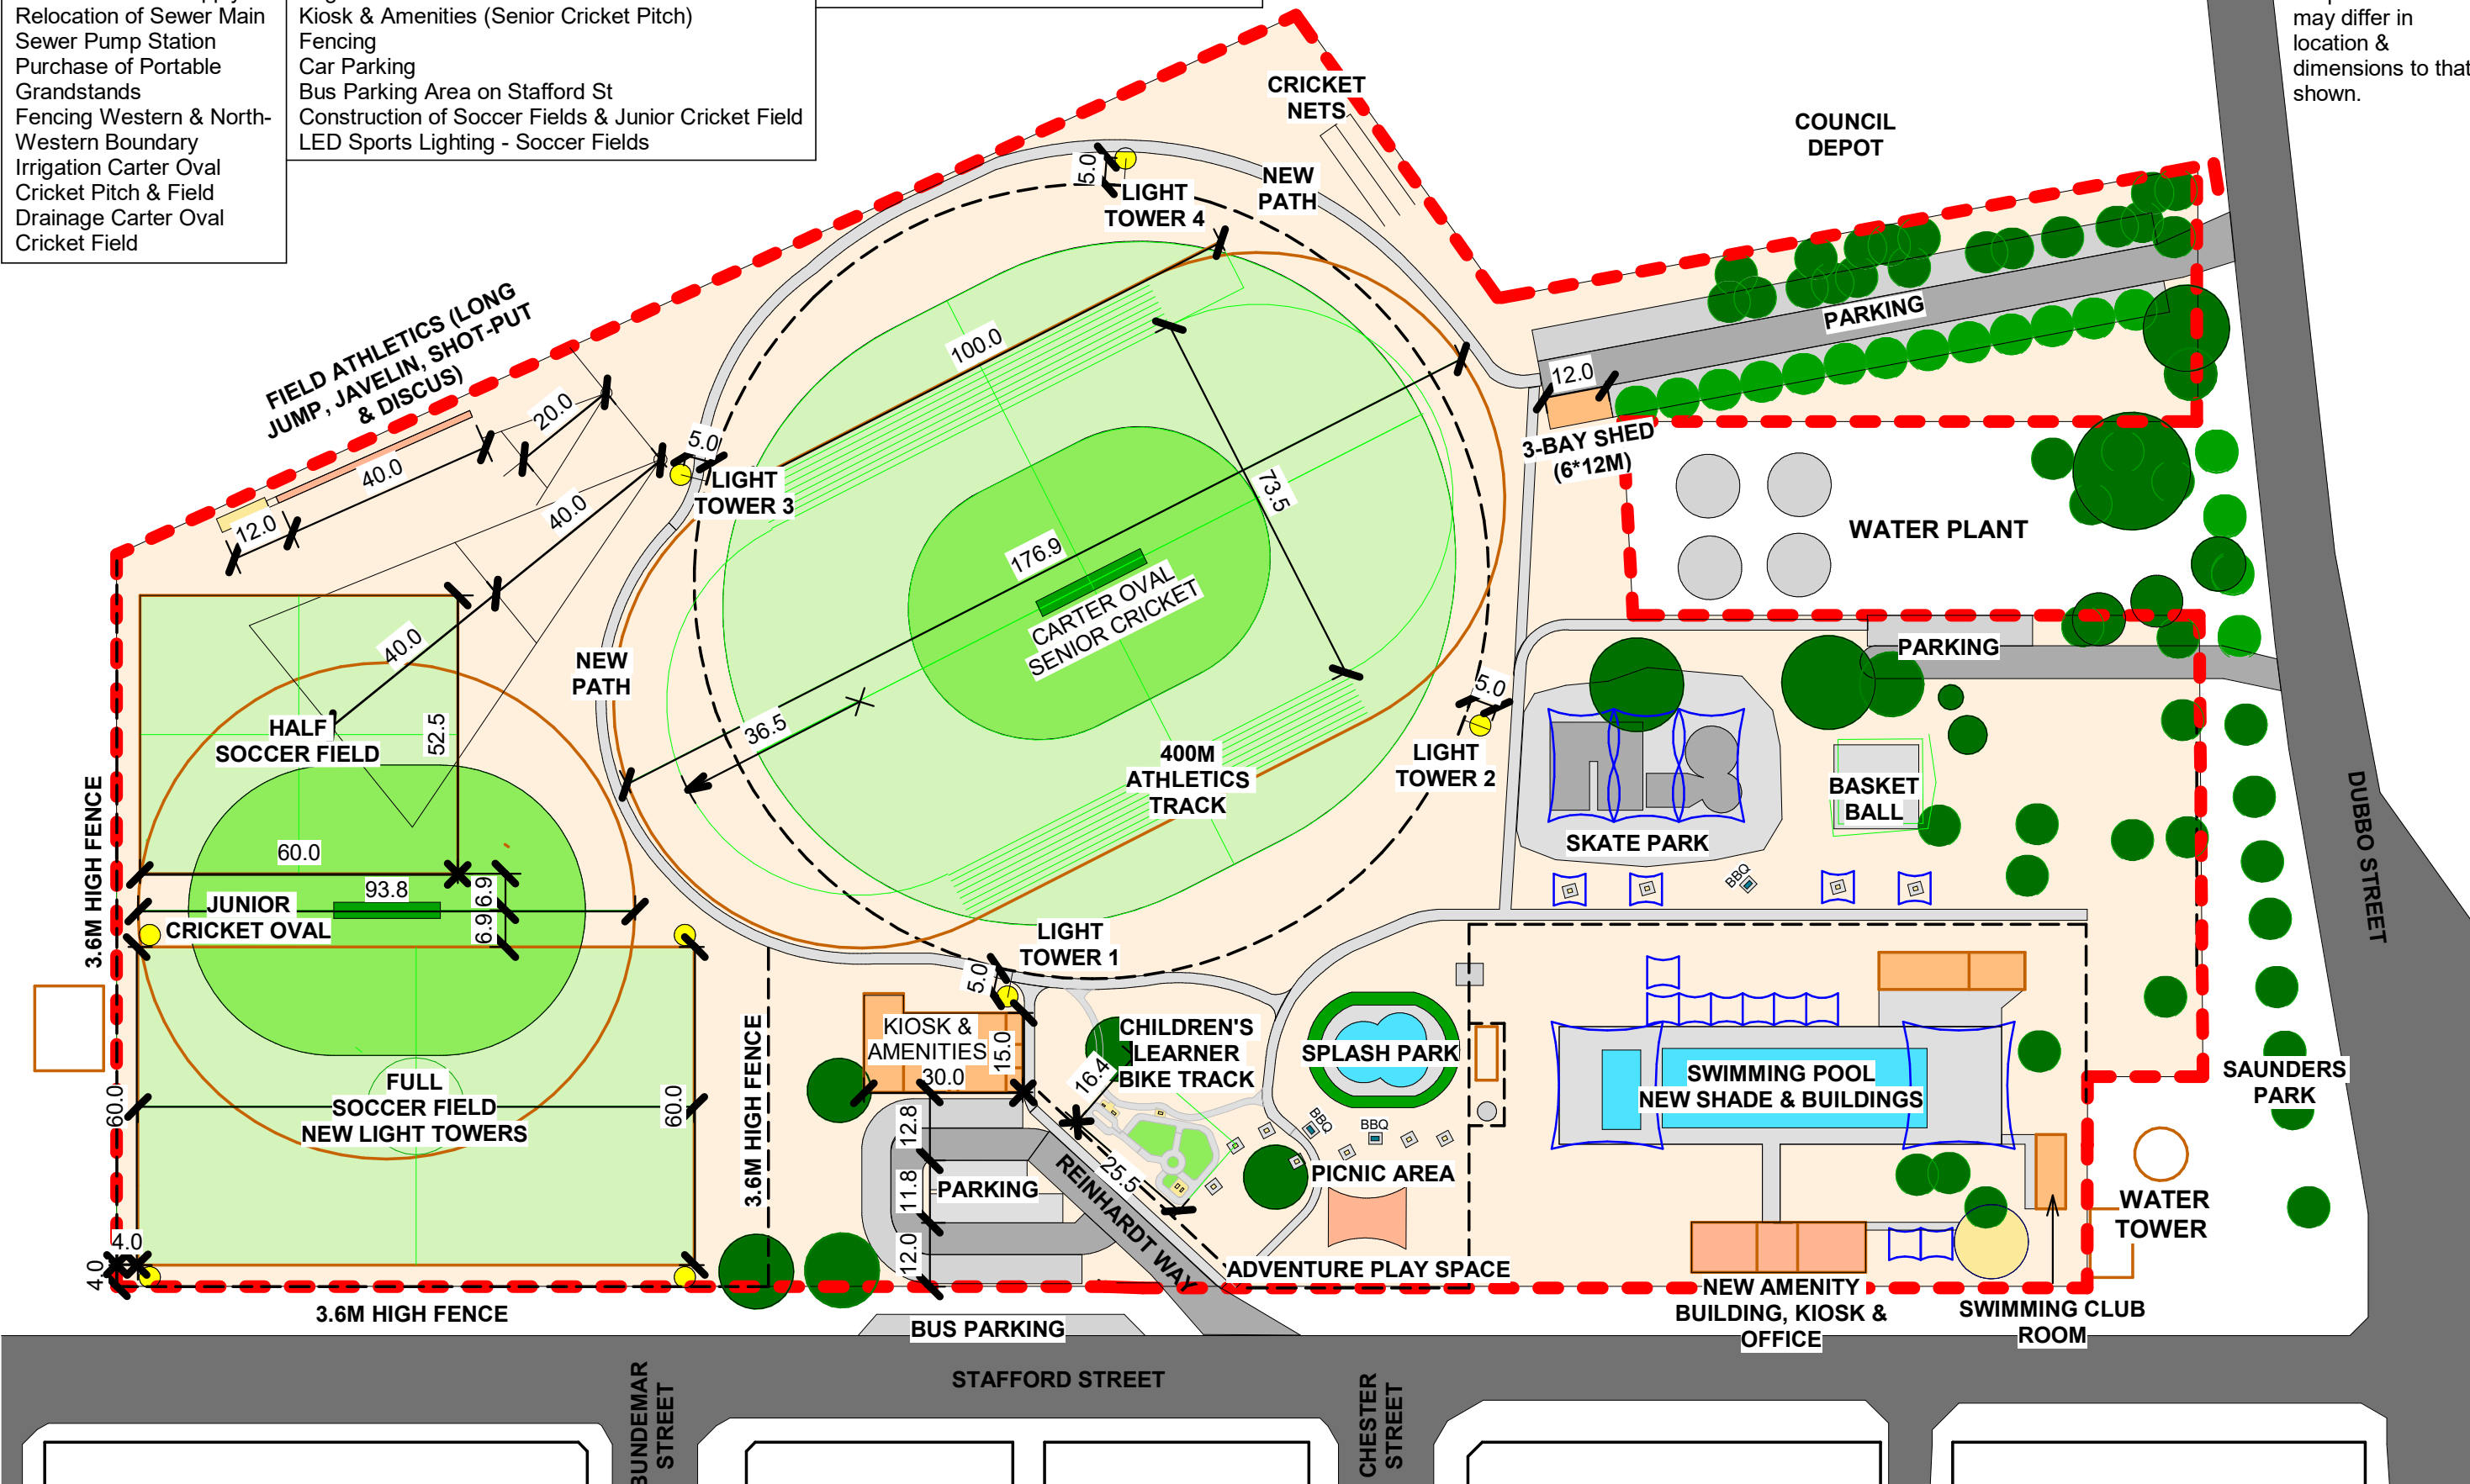 Relocation of Sewer Main
Sewer Pump Station
Purchase of Portable
Grandstands
Fencing Western & North-
Western Boundary
Irrigation Carter Oval
Cricket Pitch & Field
Drainage Carter Oval
Cricket Field
Kiosk & Amenities (Senior Cricket Pitch)
Fencing
Car Parking
Bus Parking Area on Stafford St
Construction of Soccer Fields & Junior Cricket Field
LED Sports Lighting - Soccer Fields
may differ in
location &
dimensions to that
shown.
CRICKET
NETS
COUNCIL
DEPOT
5.0
LIGHT
TOWER 4
NEW
PATH
PARKING
FIELD ATHLETICS (LONG
JUMP, JAVELIN, SHOT-PUT
& DISCUS)
100.0
12.0
3-BAY SHED
(6*12M)
20.0
40.0
12.0
40.0
5.0
LIGHT
TOWER 3
73.5
176.9
CARTER OVAL
SENIOR CRICKET
WATER PLANT
40.0
NEW
PATH
36.5
PARKING
5.0
LIGHT
TOWER 2
HALF
SOCCER FIELD
52.5
400M
ATHLETICS
TRACK
SKATE PARK
BASKET
BALL
BBQ
DUBBO STREET
3.6M HIGH FENCE
60.0
93.8
6.9
6.9
JUNIOR
CRICKET OVAL
LIGHT
TOWER 1
5.0
KIOSK &
AMENITIES
15.0
30.0
3.6M HIGH FENCE
CHILDREN'S
LEARNER
BIKE TRACK
16.4
SPLASH PARK
SWIMMING POOL
NEW SHADE & BUILDINGS
SAUNDERS
PARK
FULL
SOCCER FIELD
NEW LIGHT TOWERS
60.0
60.0
12.8
11.8
12.0
PARKING
REINHARDT WAY
25.5
BBQ
BBQ
PICNIC AREA
WATER
TOWER
4.0
4.0
ADVENTURE PLAY SPACE
NEW AMENITY
BUILDING, KIOSK &
OFFICE
SWIMMING CLUB
ROOM
3.6M HIGH FENCE
BUS PARKING
STAFFORD STREET
BUNDEMAR
STREET
CHESTER
STREET